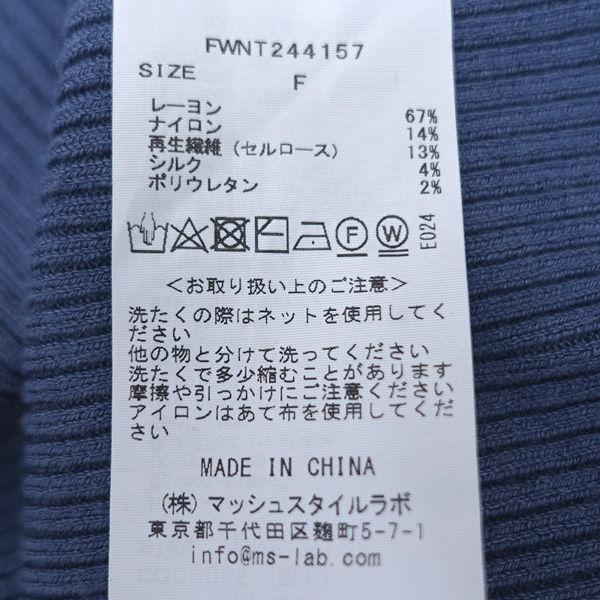 FWNT244157
SIZE F
レーヨン 67%
ナイロン 14%
再生繊維(セルロース) 13%
シルク 4%
ポリウレタン 2%
F W E024
<お取り扱い上のご注意>
洗たくの際はネットを使用してく
ださい
他の物と分けて洗ってください
洗たくで多少縮むことがあります
摩擦や引っかけにご注意ください
アイロンはあて布を使用してくだ
さい
MADE IN CHINA
(株)マッシュスタイルラボ
東京都千代田区麹町5-7-1
info@ms-lab.com